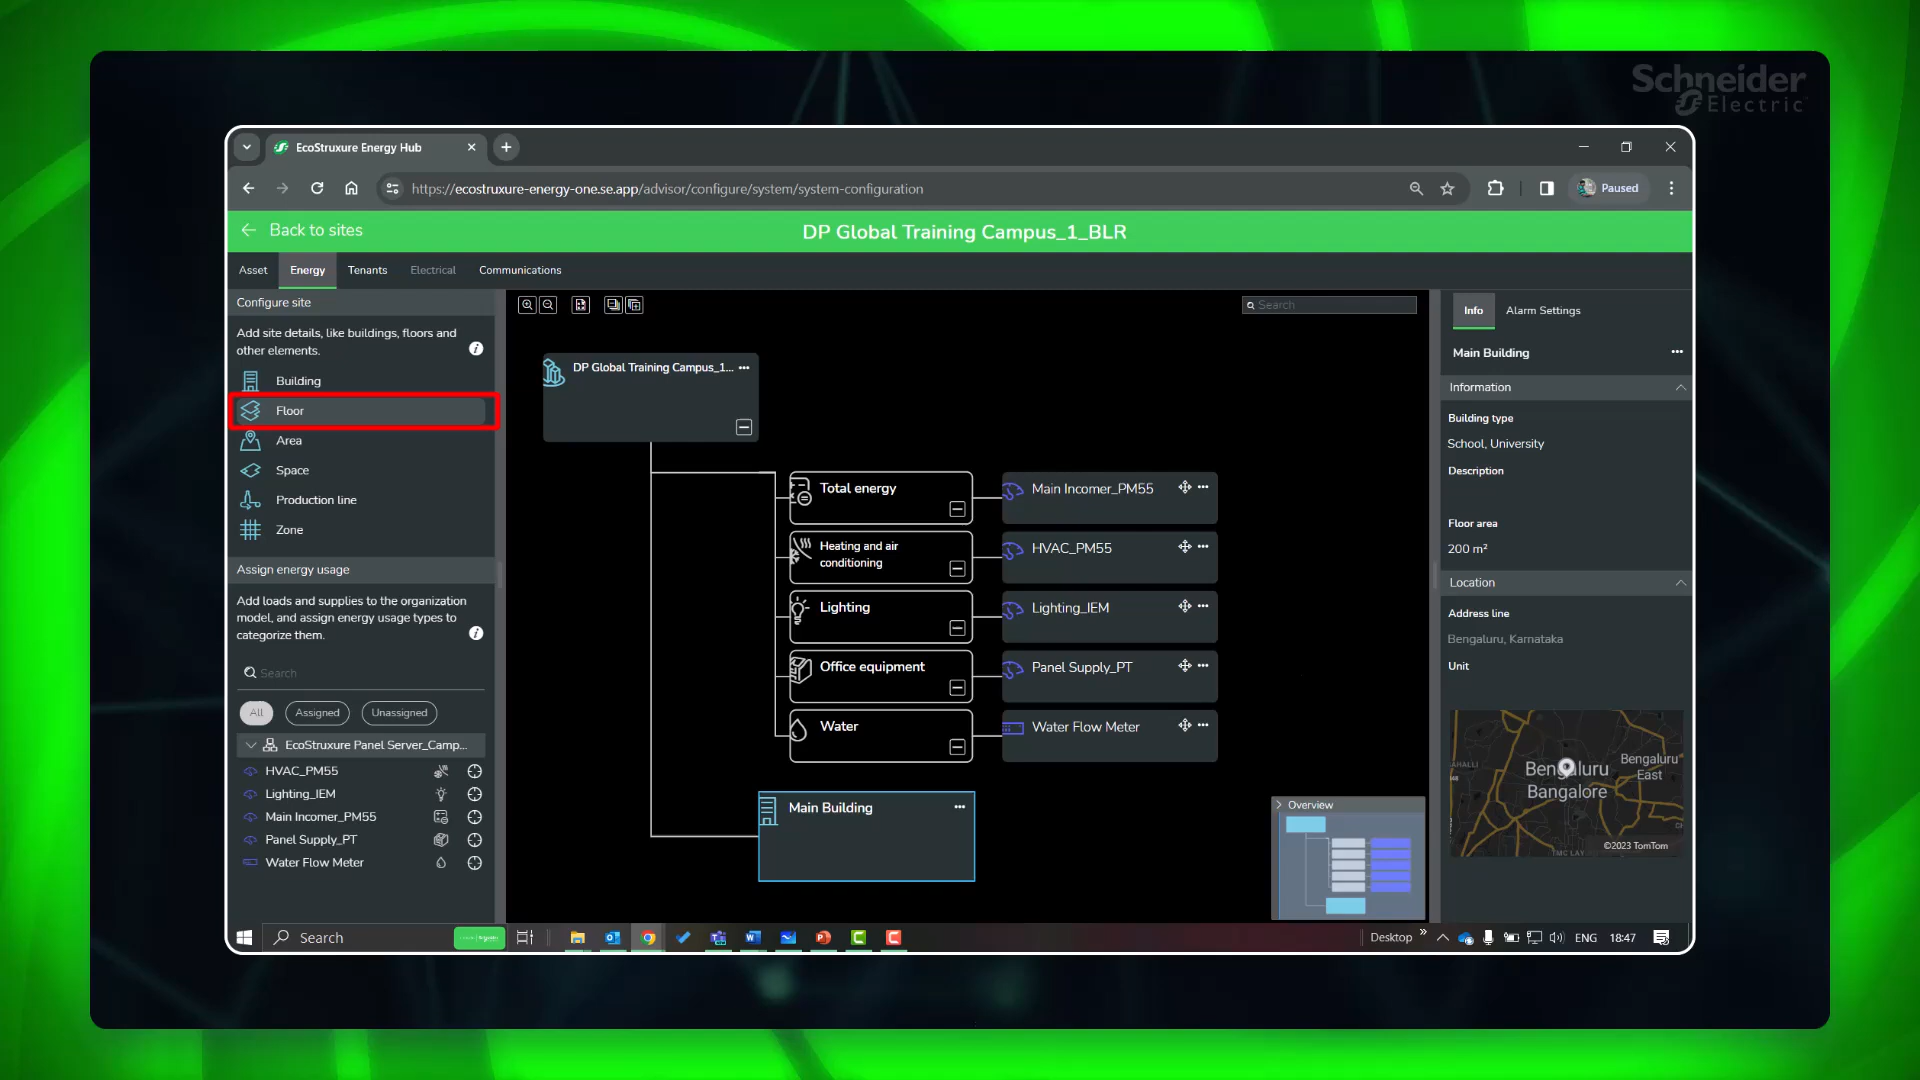 Schneider
Electric
EcoStruxure Energy Hub
https://ecostruxure-energy-one.se.app/advisor/configure/system/system-configuration
Paused
Back to sites
DP Global Training Campus_1_BLR
Asset
Energy
Tenants
Electrical
Communications
Configure site
Add site details, like buildings, floors and
other elements.
Building
Floor
Area
Space
Production line
Zone
Assign energy usage
Add loads and supplies to the organization
model, and assign energy usage types to
categorize them.
Search
All
Assigned
Unassigned
EcoStruxure Panel Server_Camp...
HVAC_PM55
Lighting_IEM
Main Incomer_PM55
Panel Supply_PT
Water Flow Meter
Search
DP Global Training Campus_1...
Total energy
Main Incomer_PM55
Heating and air
conditioning
HVAC_PM55
Lighting
Lighting_IEM
Office equipment
Panel Supply_PT
Water
Water Flow Meter
Main Building
Overview
Info
Alarm Settings
Main Building
Information
Building type
School, University
Description
Floor area
200 m²
Location
Address line
Bengaluru, Karnataka
Unit
Bengaluru
Bangalore
Bengaluru
East
©2023 TomTom
Search
Desktop
ENG
18:47